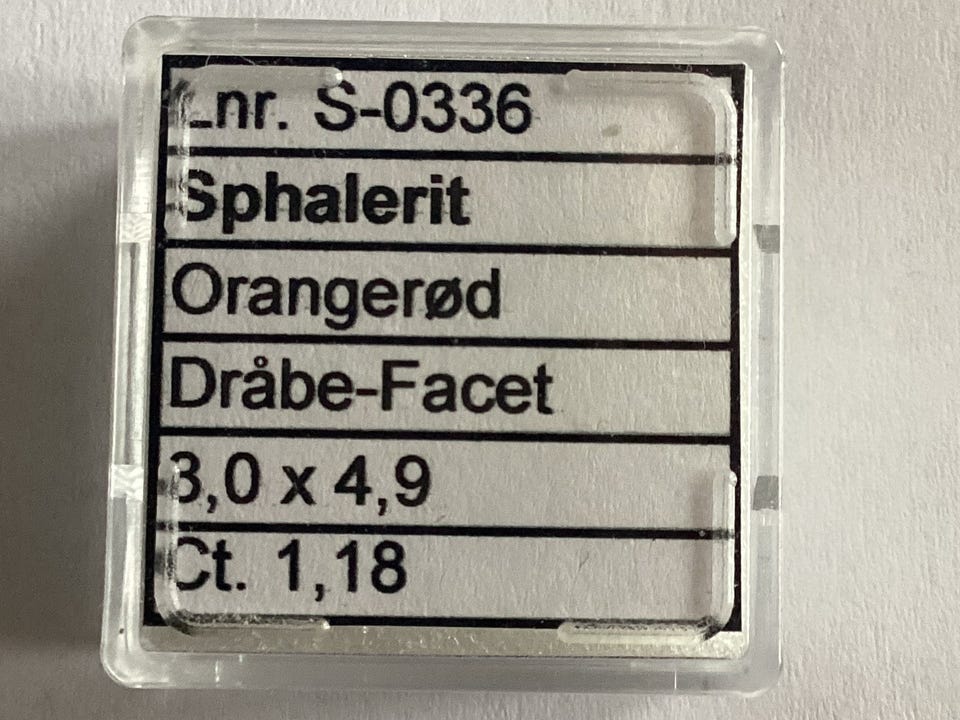 Lnr. S-0336
Sphalerit
Orangerød
Dråbe-Facet
8,0 x 4,9
Ct. 1,18